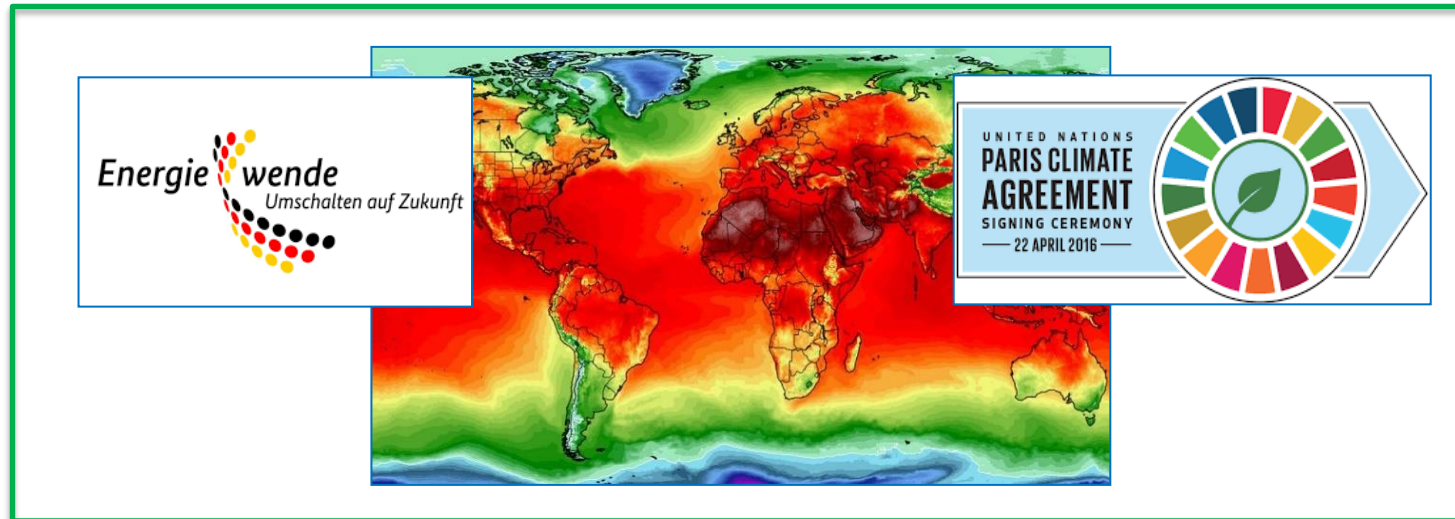 Energie wende
Umschalten auf Zukunft
UNITED NATIONS
PARIS CLIMATE
AGREEMENT
SIGNING CEREMONY
22 APRIL 2016